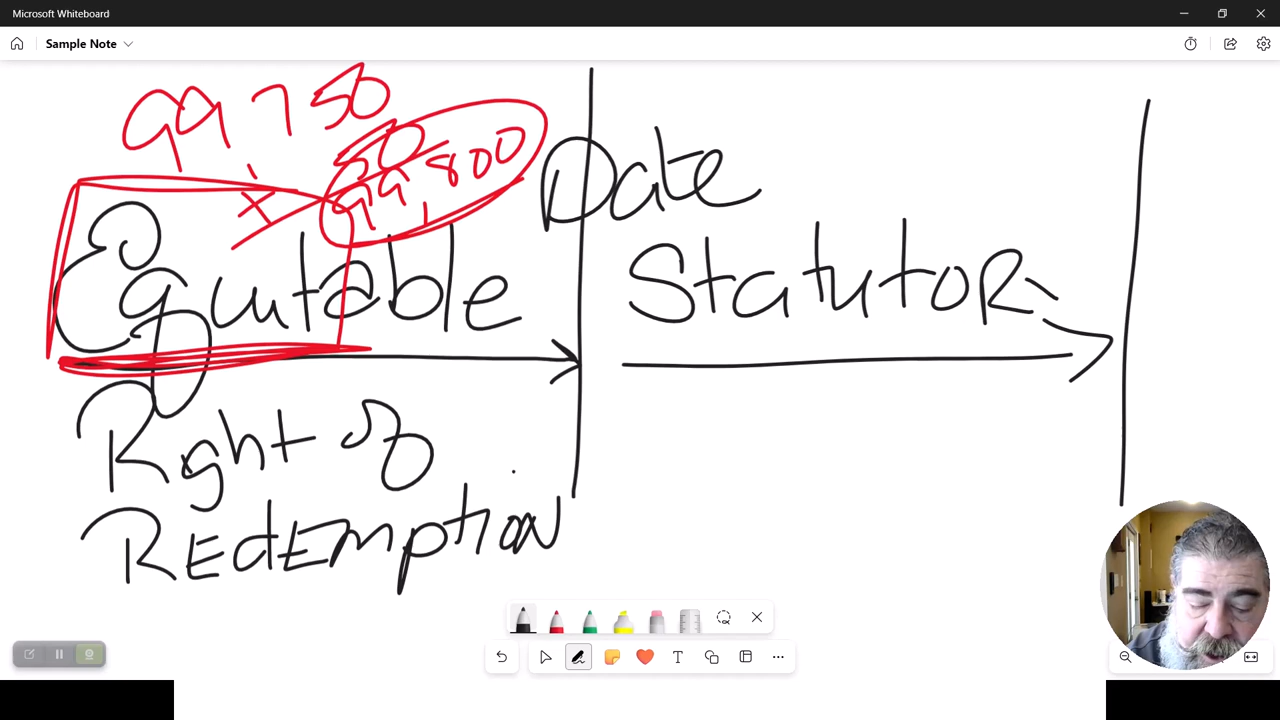 Microsoft Whiteboard
Sample Note
99 750
50
99,800
Date
Equitable
Statutory
Right of
REdEmption